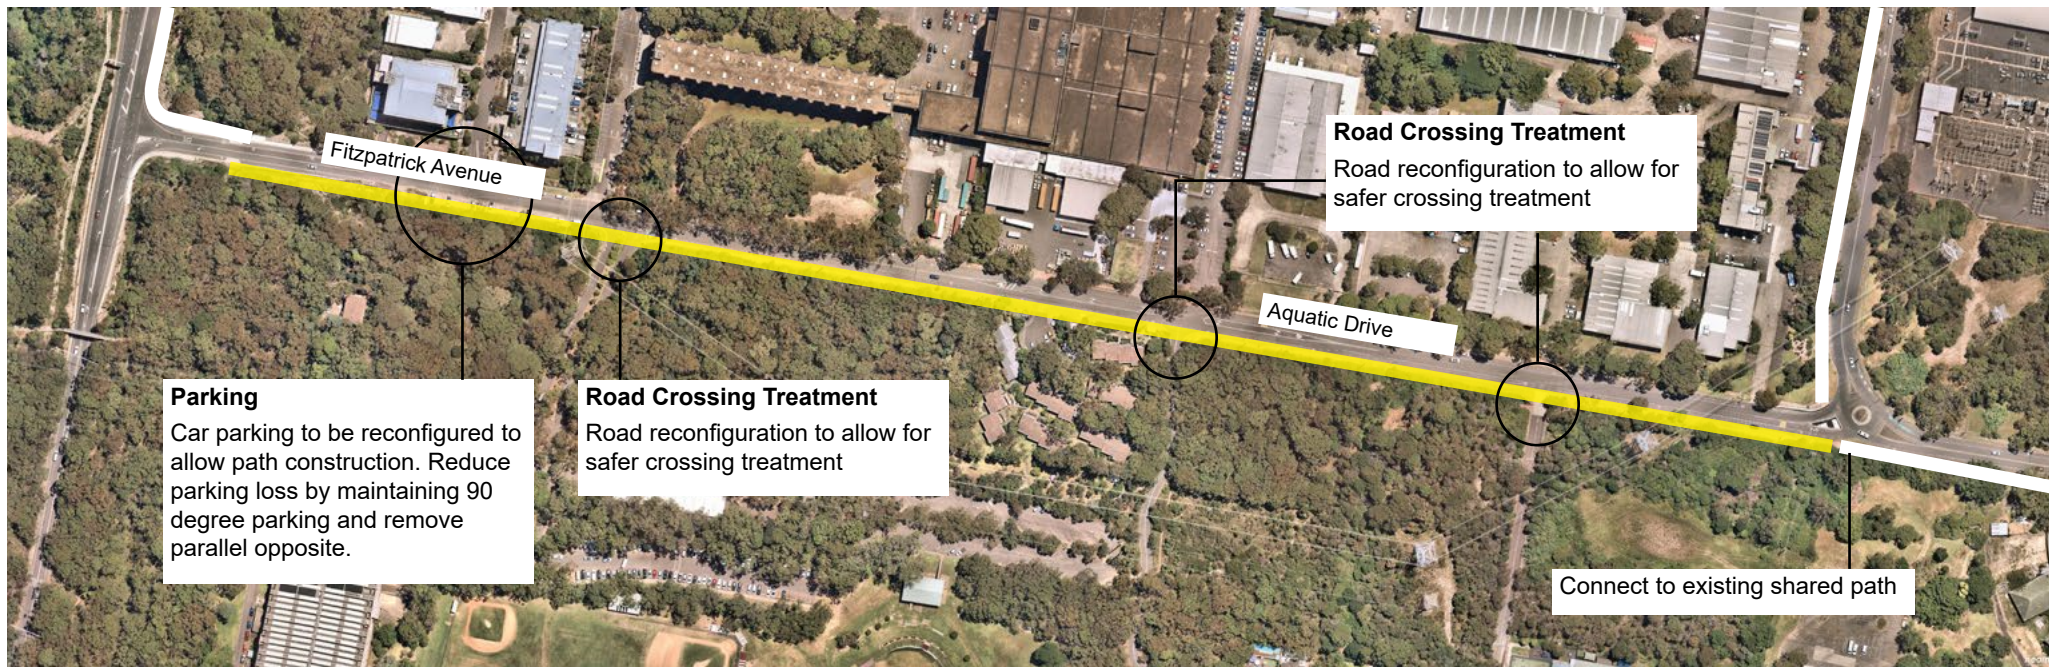 Fitzpatrick Avenue
Road Crossing Treatment
Road reconfiguration to allow for
safer crossing treatment
Aquatic Drive
Parking
Car parking to be reconfigured to
allow path construction. Reduce
parking loss by maintaining 90
degree parking and remove
parallel opposite.
Road Crossing Treatment
Road reconfiguration to allow for
safer crossing treatment
Connect to existing shared path